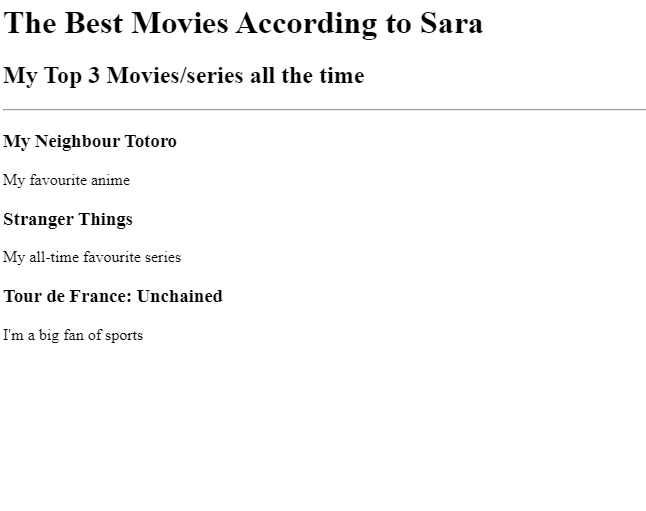 The Best Movies According to Sara
My Top 3 Movies/series all the time
My Neighbour Totoro
My favourite anime
Stranger Things
My all-time favourite series
Tour de France: Unchained
I'm a big fan of sports